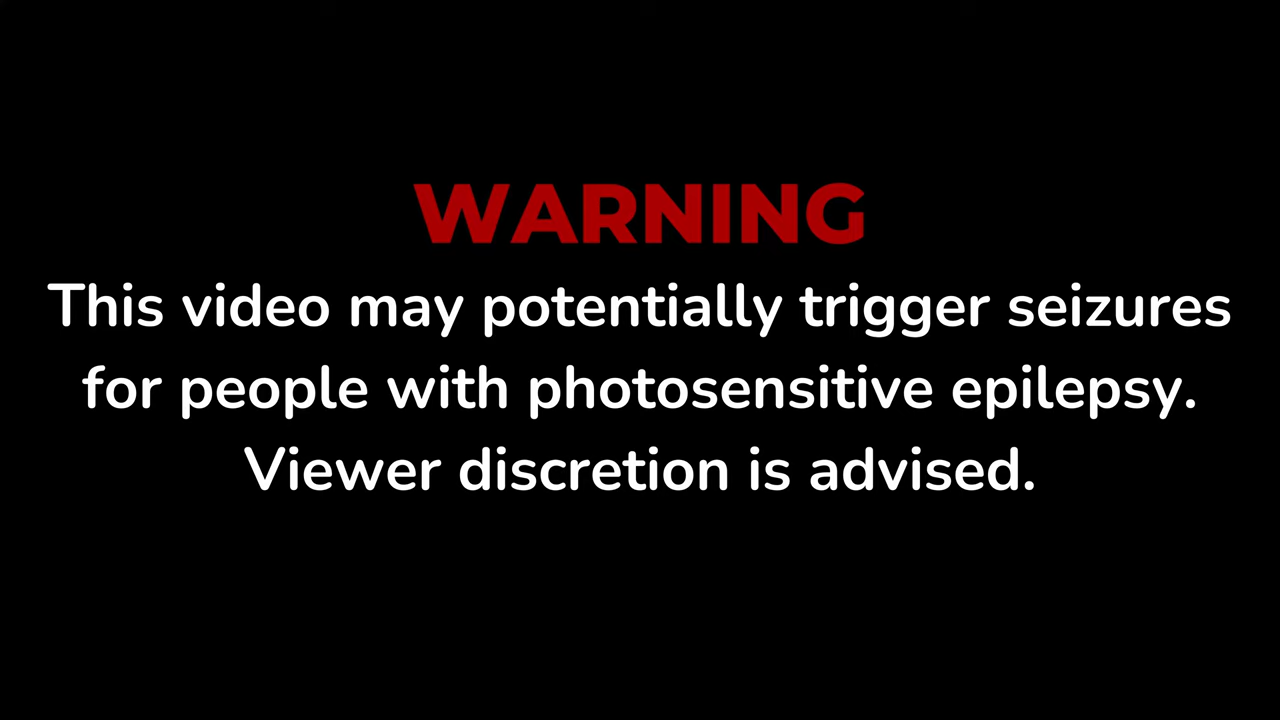 WARNING
This video may potentially trigger seizures
for people with photosensitive epilepsy.
Viewer discretion is advised.